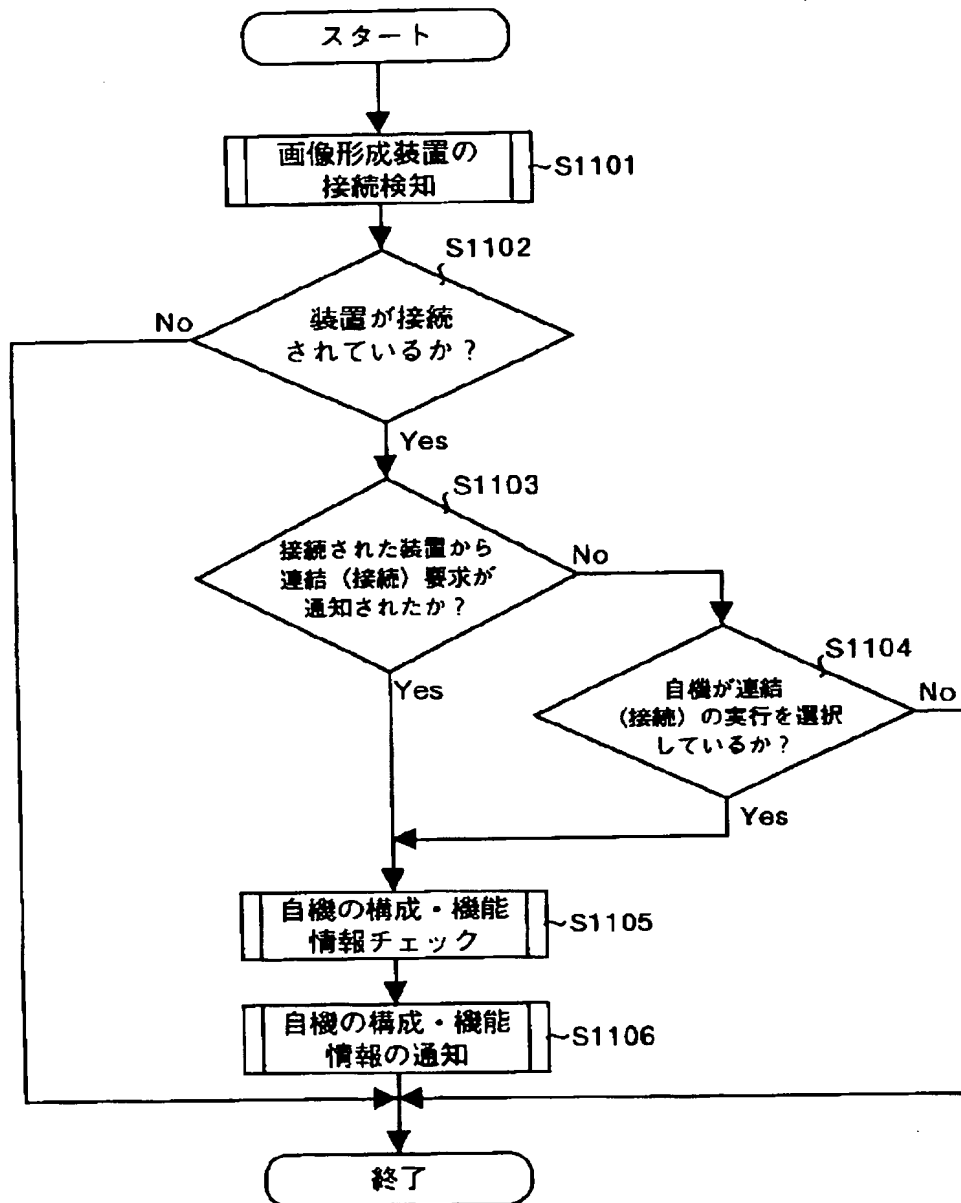 スタート
画像形成装置の
接続検知
S1101
S1102
装置が接続
されているか？
No
Yes
S1103
接続された装置から
連結（接続）要求が
通知されたか？
No
Yes
S1104
自機が連結
（接続）の実行を選択
しているか？
No
Yes
自機の構成・機能
情報チェック
S1105
自機の構成・機能
情報の通知
S1106
終了